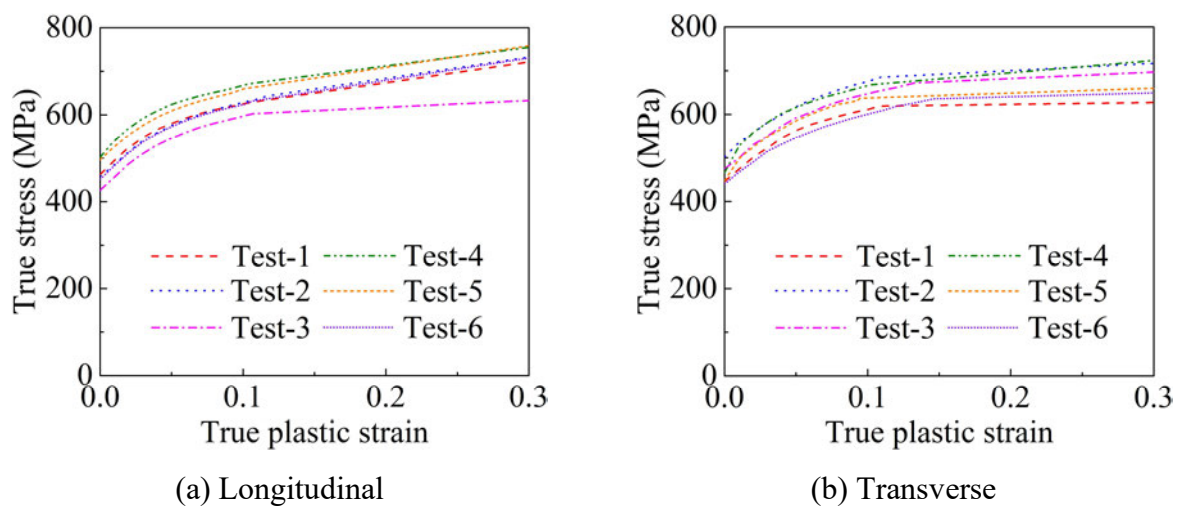 800
600
400
200
0
True stress (MPa)
Test-1 Test-4
Test-2 Test-5
Test-3 Test-6
0.0 0.1 0.2 0.3
True plastic strain
(a) Longitudinal
800
600
400
200
0
True stress (MPa)
Test-1 Test-4
Test-2 Test-5
Test-3 Test-6
0.0 0.1 0.2 0.3
True plastic strain
(b) Transverse